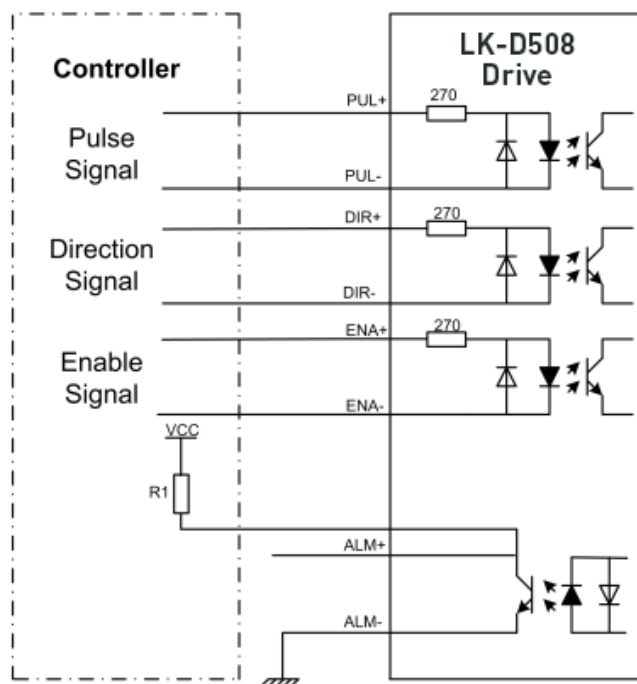 LK-D508
Drive
Controller
PUL+
270
Pulse
Signal
PUL-
DIR+
270
Direction
Signal
DIR-
ENA+
270
Enable
Signal
ENA-
VCC
R1
ALM+
ALM-